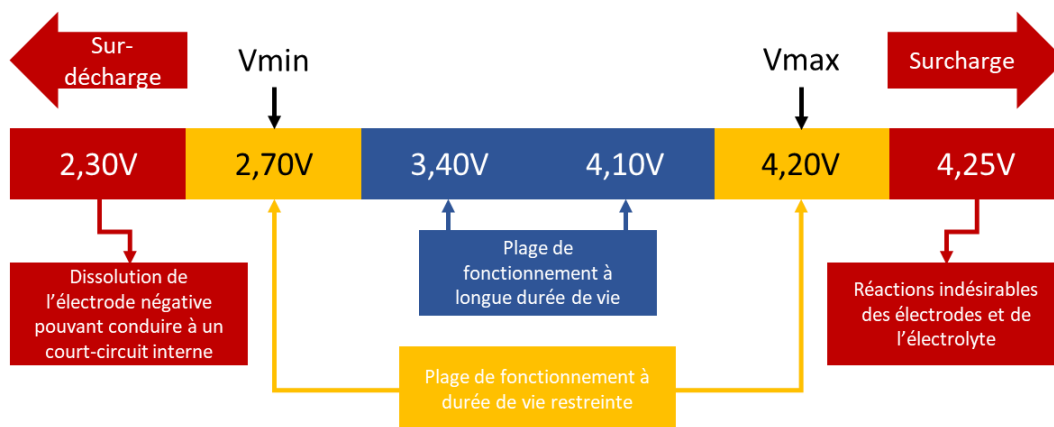 Sur-
décharge
Vmin
Vmax
Surcharge
2,30V
2,70V
3,40V
4,10V
4,20V
4,25V
Dissolution de
l'électrode négative
pouvant conduire à un
court-circuit interne
Plage de
fonctionnement à
longue durée de vie
Réactions indésirables
des électrodes et de
l'électrolyte
Plage de fonctionnement à
durée de vie restreinte